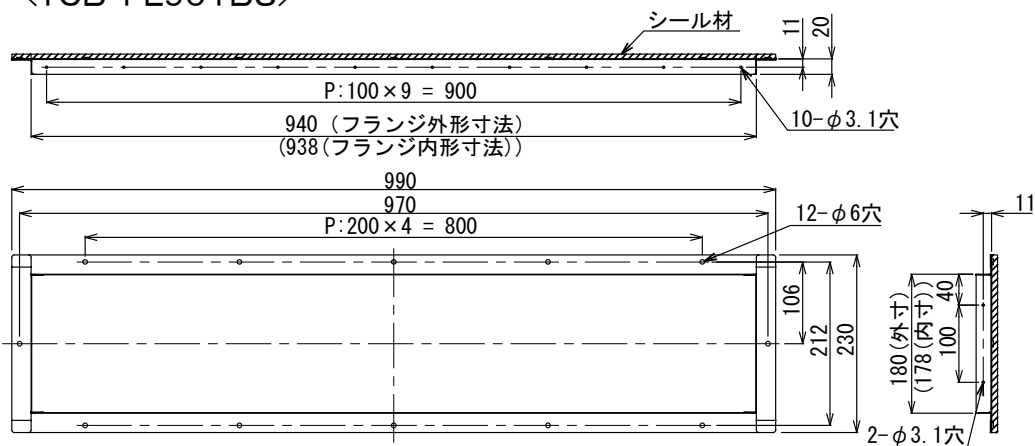 シール材
11
20
P:100×9 = 900
940 (フランジ外形寸法)
(938(フランジ内形寸法))
10-φ3.1穴
990
970
P:200×4 = 800
12-φ6穴
11
106
212
230
180(外寸)
(178(内寸))
100
40
2-φ3.1穴